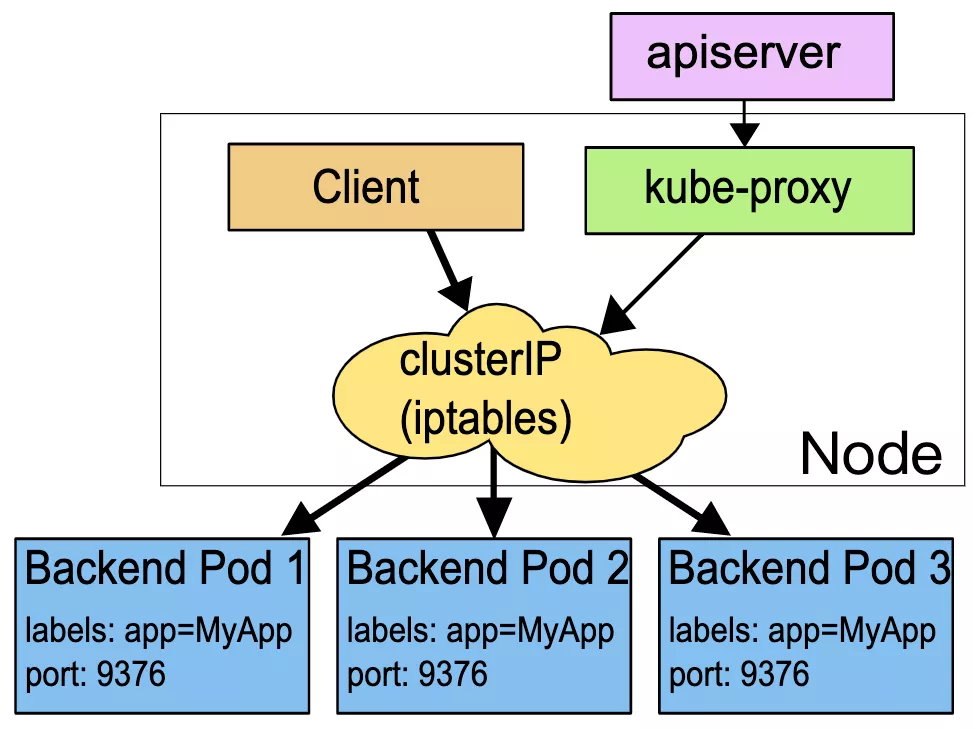 apiserver
Client
kube-proxy
clusterIP
(iptables)
Node
Backend Pod 1
labels: app=MyApp
port: 9376
Backend Pod 2
labels: app=MyApp
port: 9376
Backend Pod 3
labels: app=MyApp
port: 9376